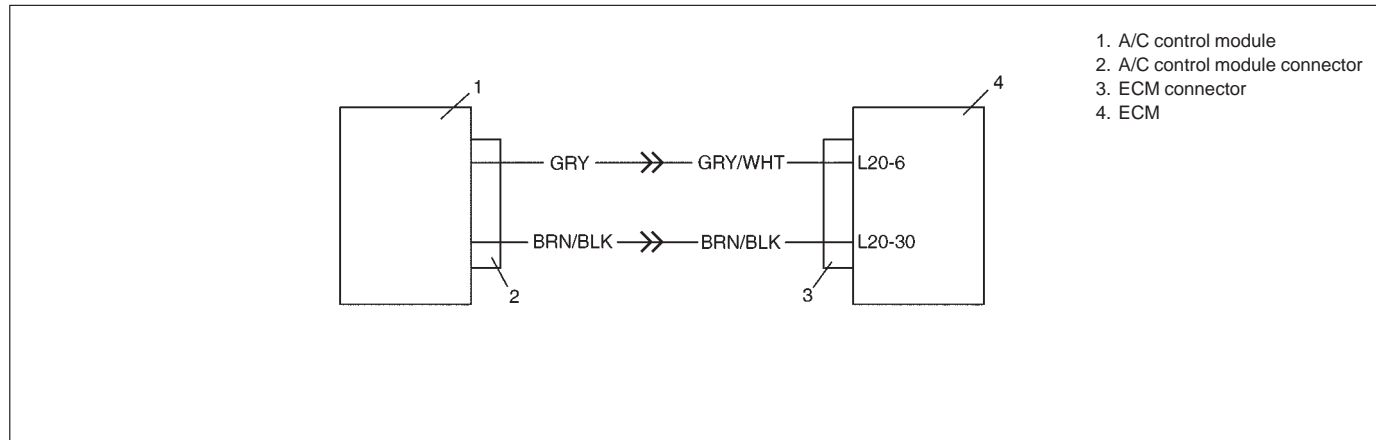 1. A/C control module
2. A/C control module connector
3. ECM connector
4. ECM
1
4
GRY
GRY/WHT
L20-6
BRN/BLK
BRN/BLK
L20-30
2
3